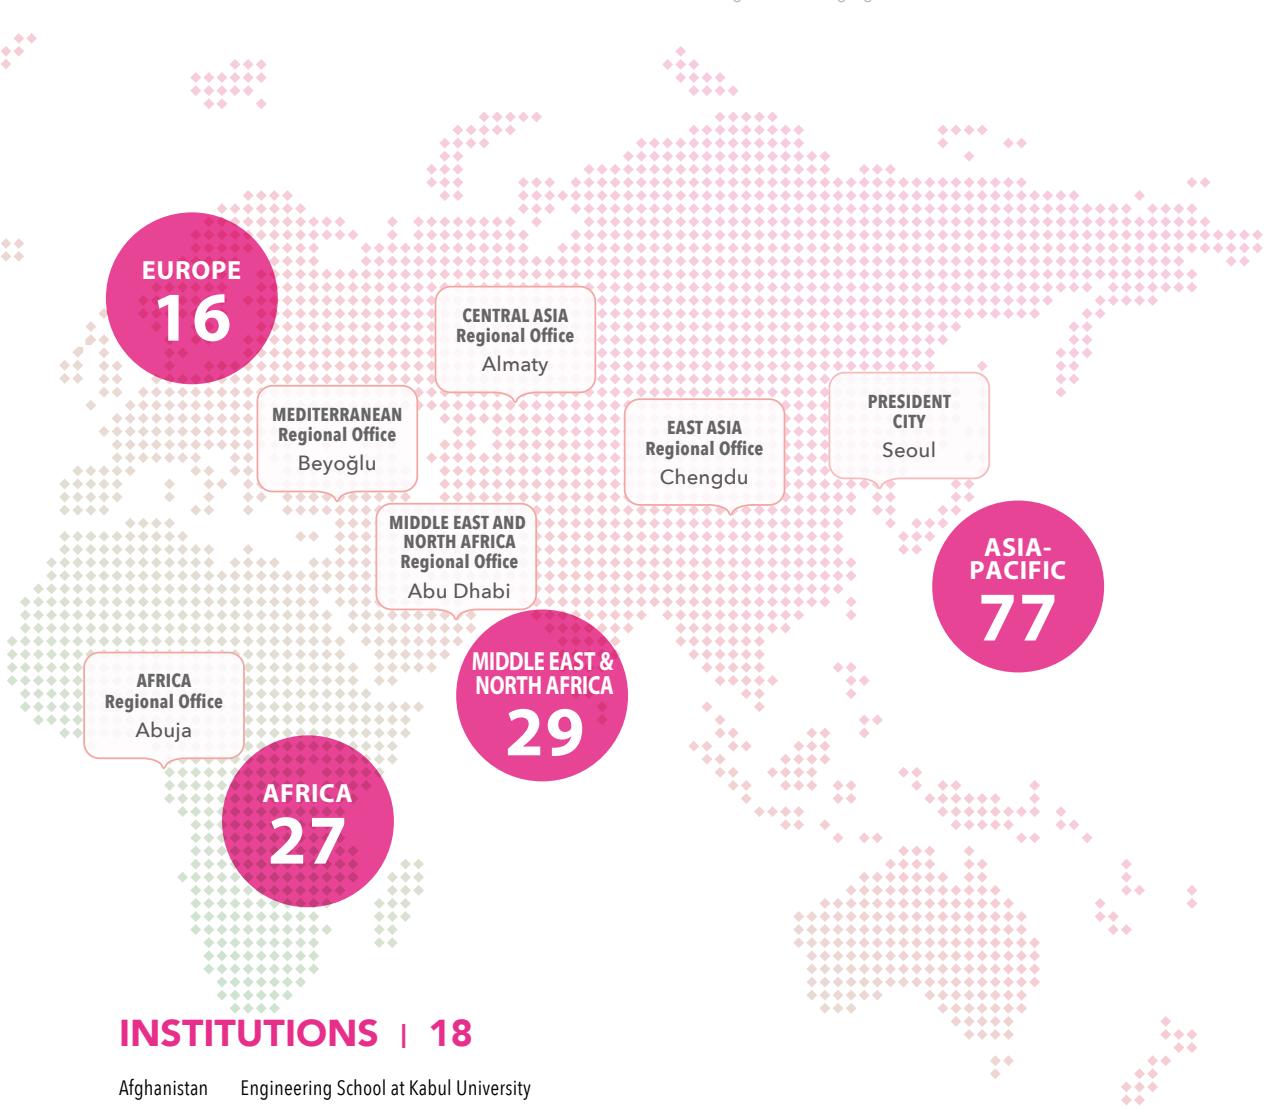 EUROPE
16
CENTRAL ASIA
Regional Office
Almaty
MEDITERRANEAN
Regional Office
Beyoğlu
EAST ASIA
Regional Office
Chengdu
PRESIDENT
CITY
Seoul
MIDDLE EAST AND
NORTH AFRICA
Regional Office
Abu Dhabi
ASIA-
PACIFIC
77
MIDDLE EAST &
NORTH AFRICA
29
AFRICA
Regional Office
Abuja
AFRICA
27
INSTITUTIONS | 18
Afghanistan Engineering School at Kabul University